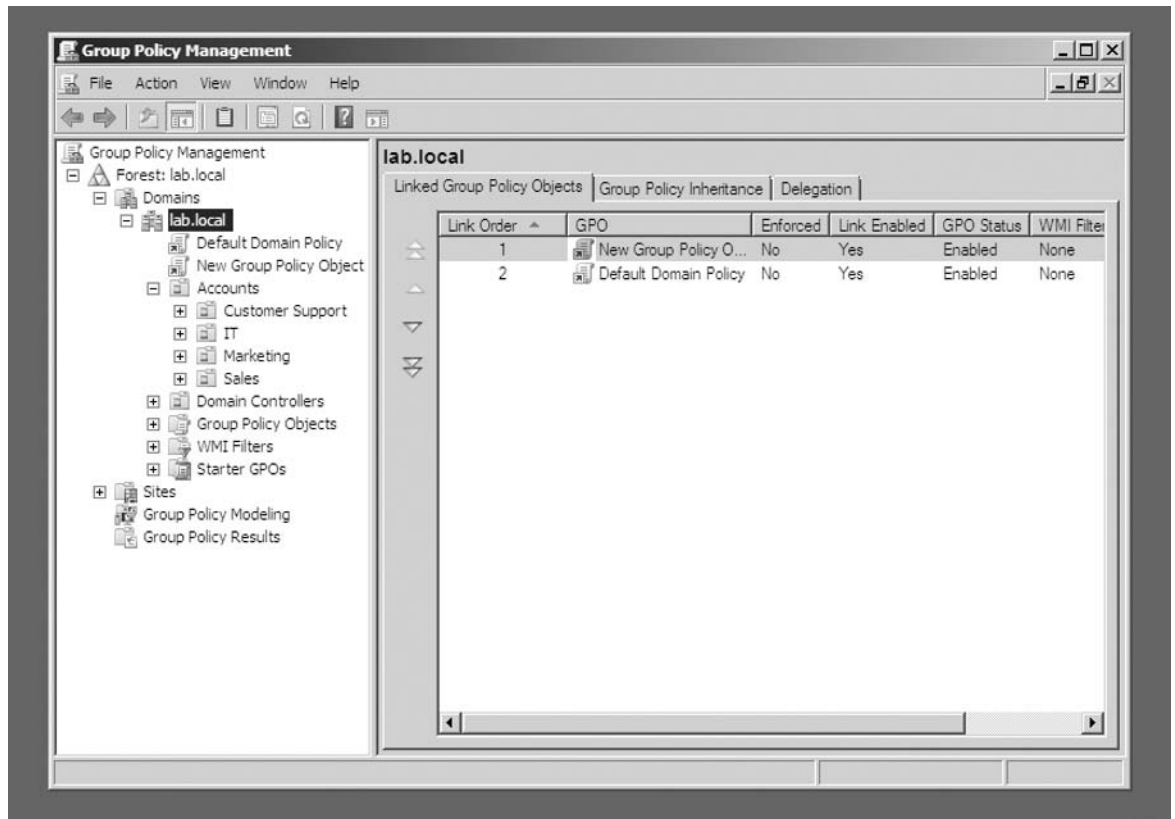 Group Policy Management
File Action View Window Help
Group Policy Management
Forest: lab.local
Domains
lab.local
Default Domain Policy
New Group Policy Object
Accounts
Customer Support
IT
Marketing
Sales
Domain Controllers
Group Policy Objects
WMI Filters
Starter GPOs
Sites
Group Policy Modeling
Group Policy Results
lab.local
Linked Group Policy Objects Group Policy Inheritance Delegation
Link Order GPO Enforced Link Enabled GPO Status WMI Filter
1 New Group Policy O... No Yes Enabled None
2 Default Domain Policy No Yes Enabled None